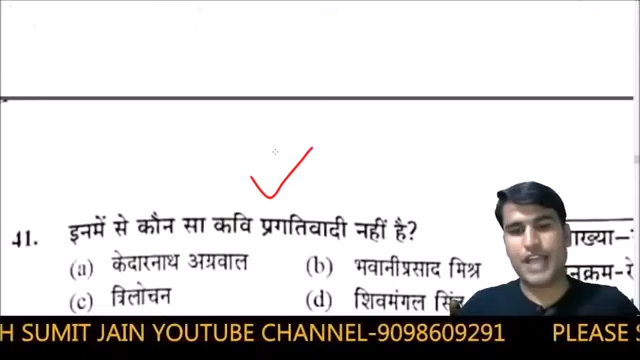 41. इनमें से कौन सा कवि प्रगतिवादी नहीं है?
(a) केदारनाथ अग्रवाल (b) भवानीप्रसाद मिश्र
(c) त्रिलोचन (d) शिवमंगल
H SUMIT JAIN YOUTUBE CHANNEL-9098609291 PLEASE S